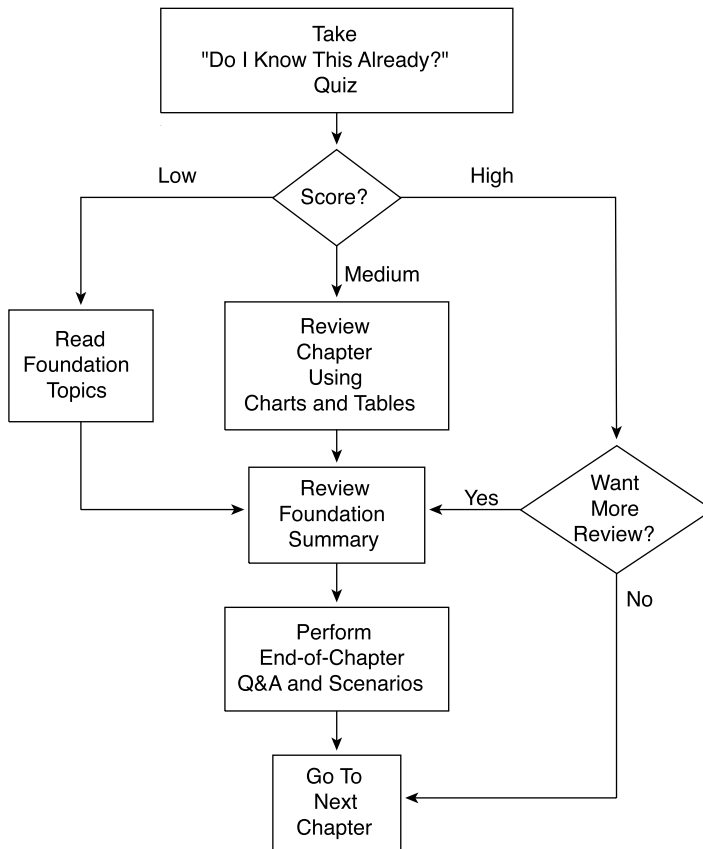 Take
"Do I Know This Already?"
Quiz
Low
Score?
High
Medium
Read
Foundation
Topics
Review
Chapter
Using
Charts and Tables
Review
Foundation
Summary
Yes
Want
More
Review?
No
Perform
End-of-Chapter
Q&A and Scenarios
Go To
Next
Chapter